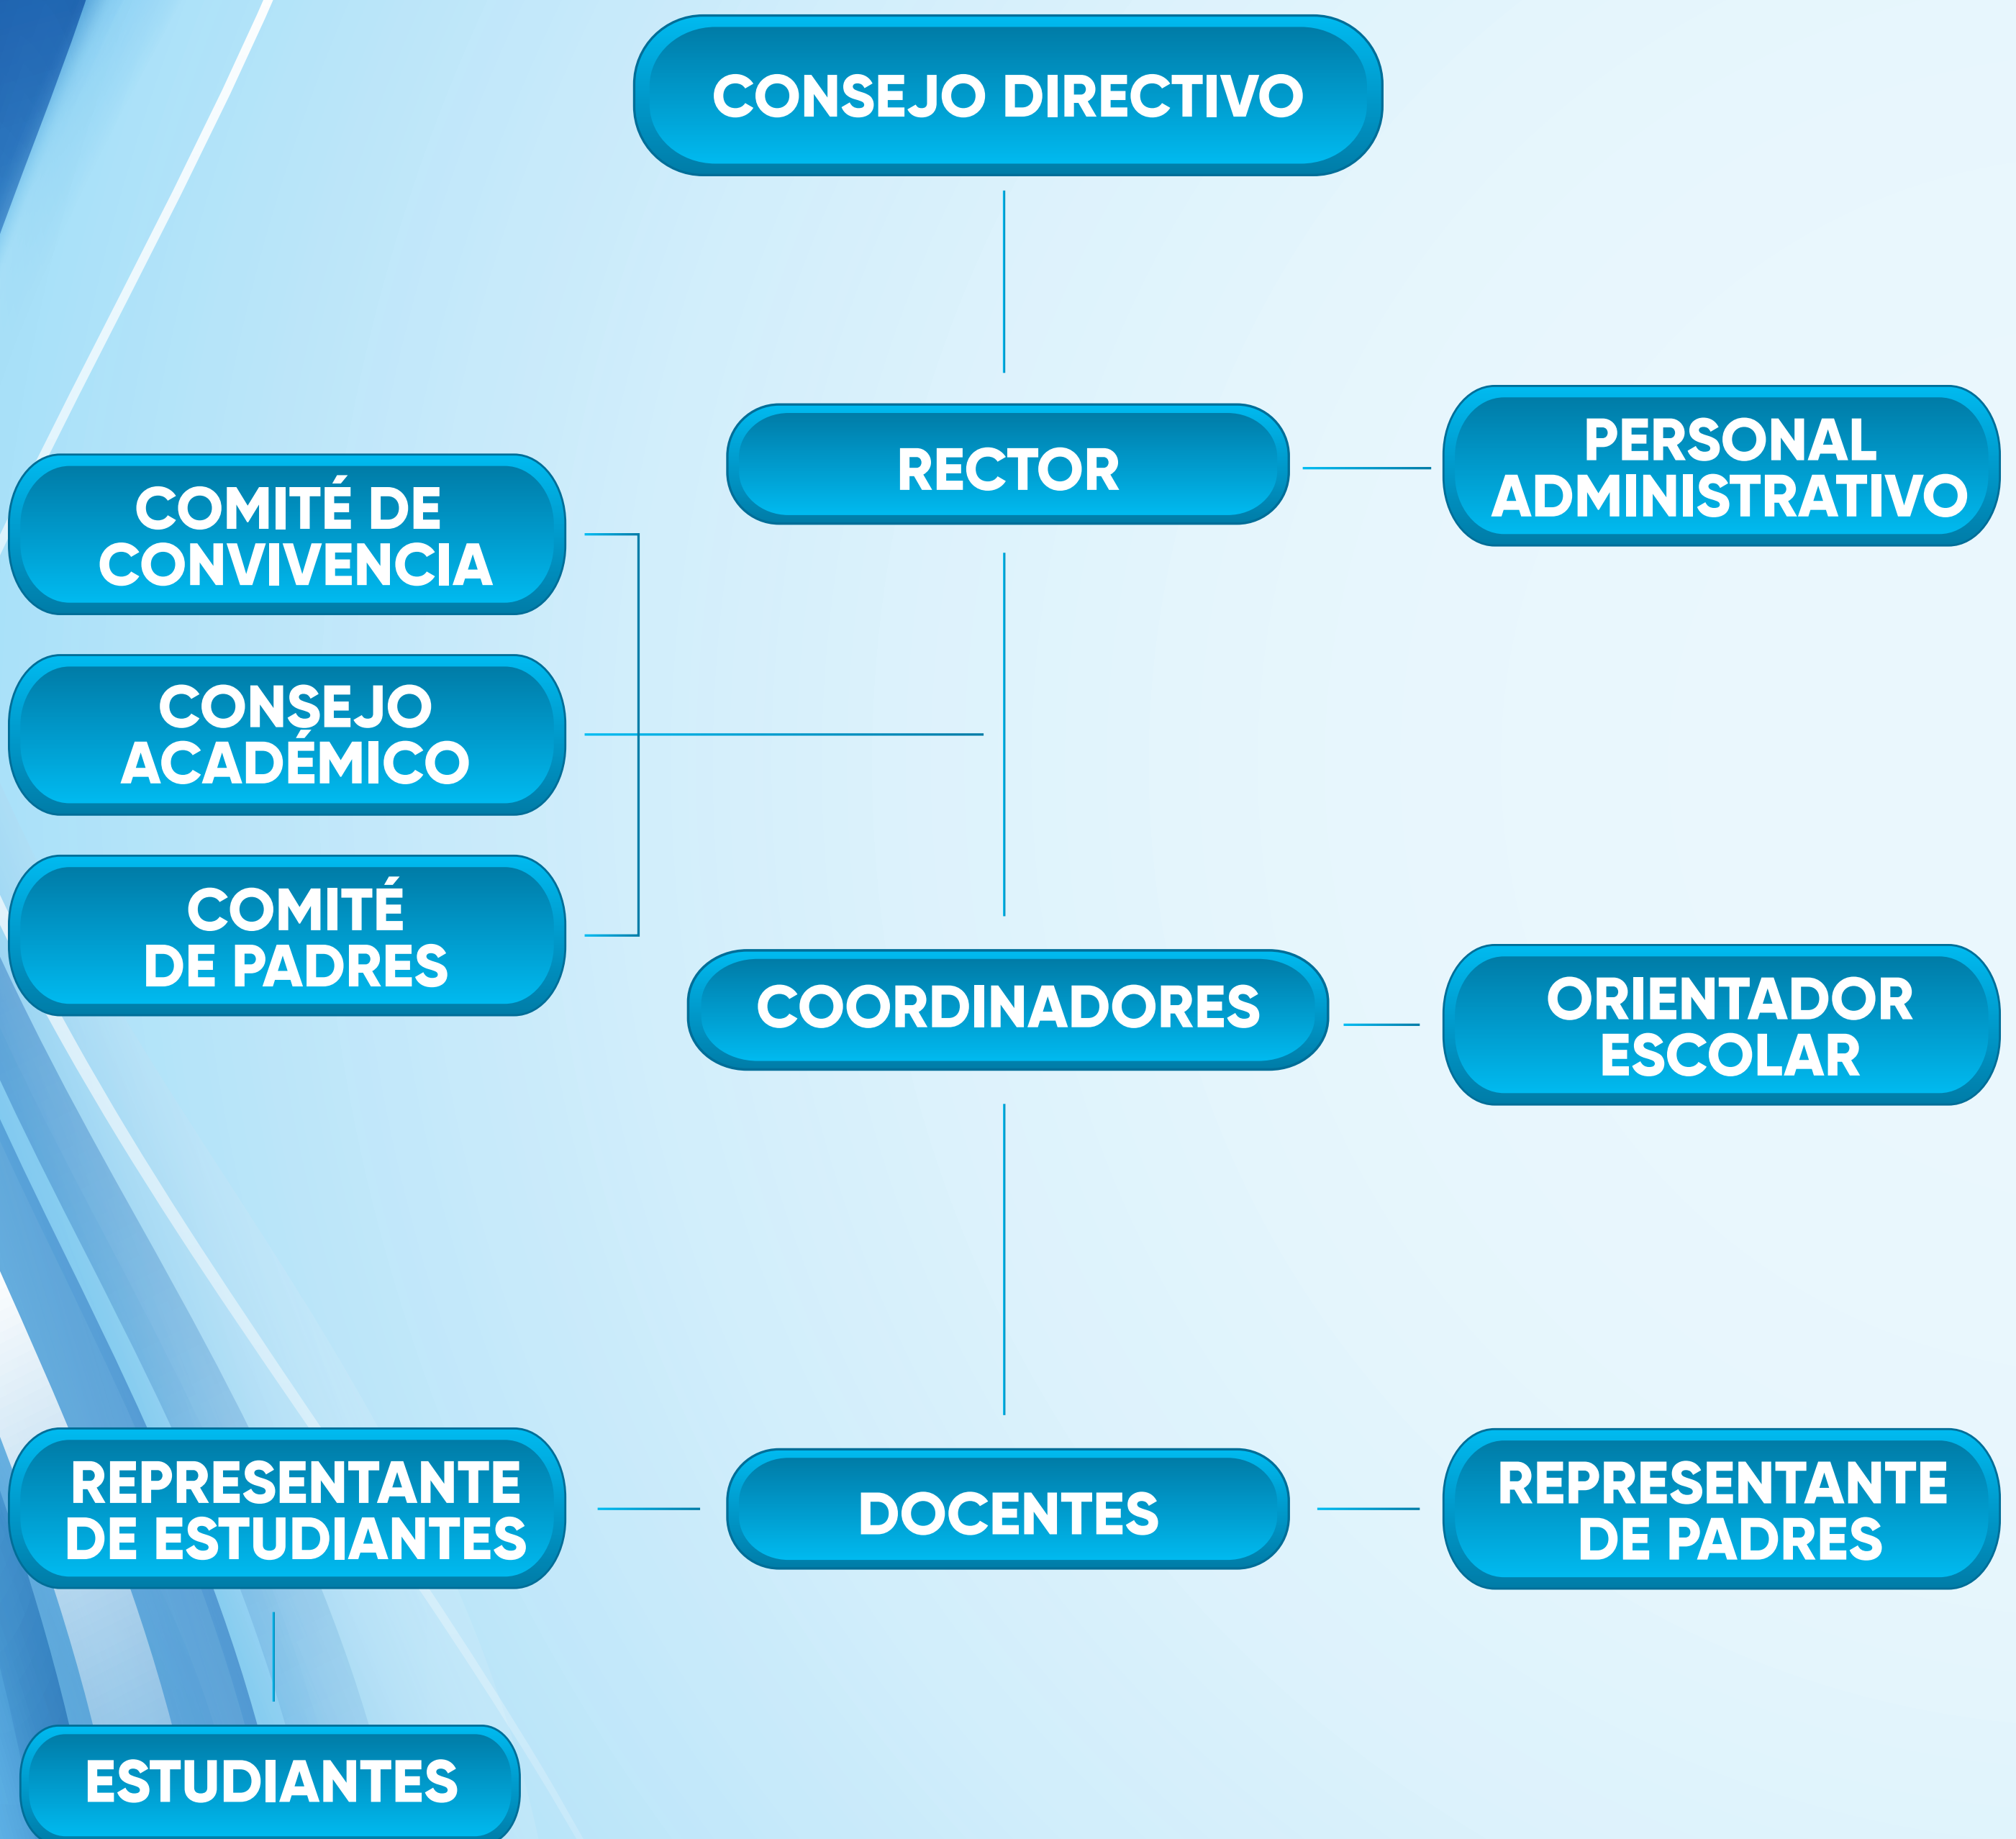 CONSEJO DIRECTIVO
RECTOR
PERSONAL
ADMINISTRATIVO
COMITÉ DE
CONVIVENCIA
CONSEJO
ACADÉMICO
COMITÉ
DE PADRES
COORDINADORES
ORIENTADOR
ESCOLAR
REPRESENTANTE
DE ESTUDIANTES
DOCENTES
REPRESENTANTE
DE PADRES
ESTUDIANTES